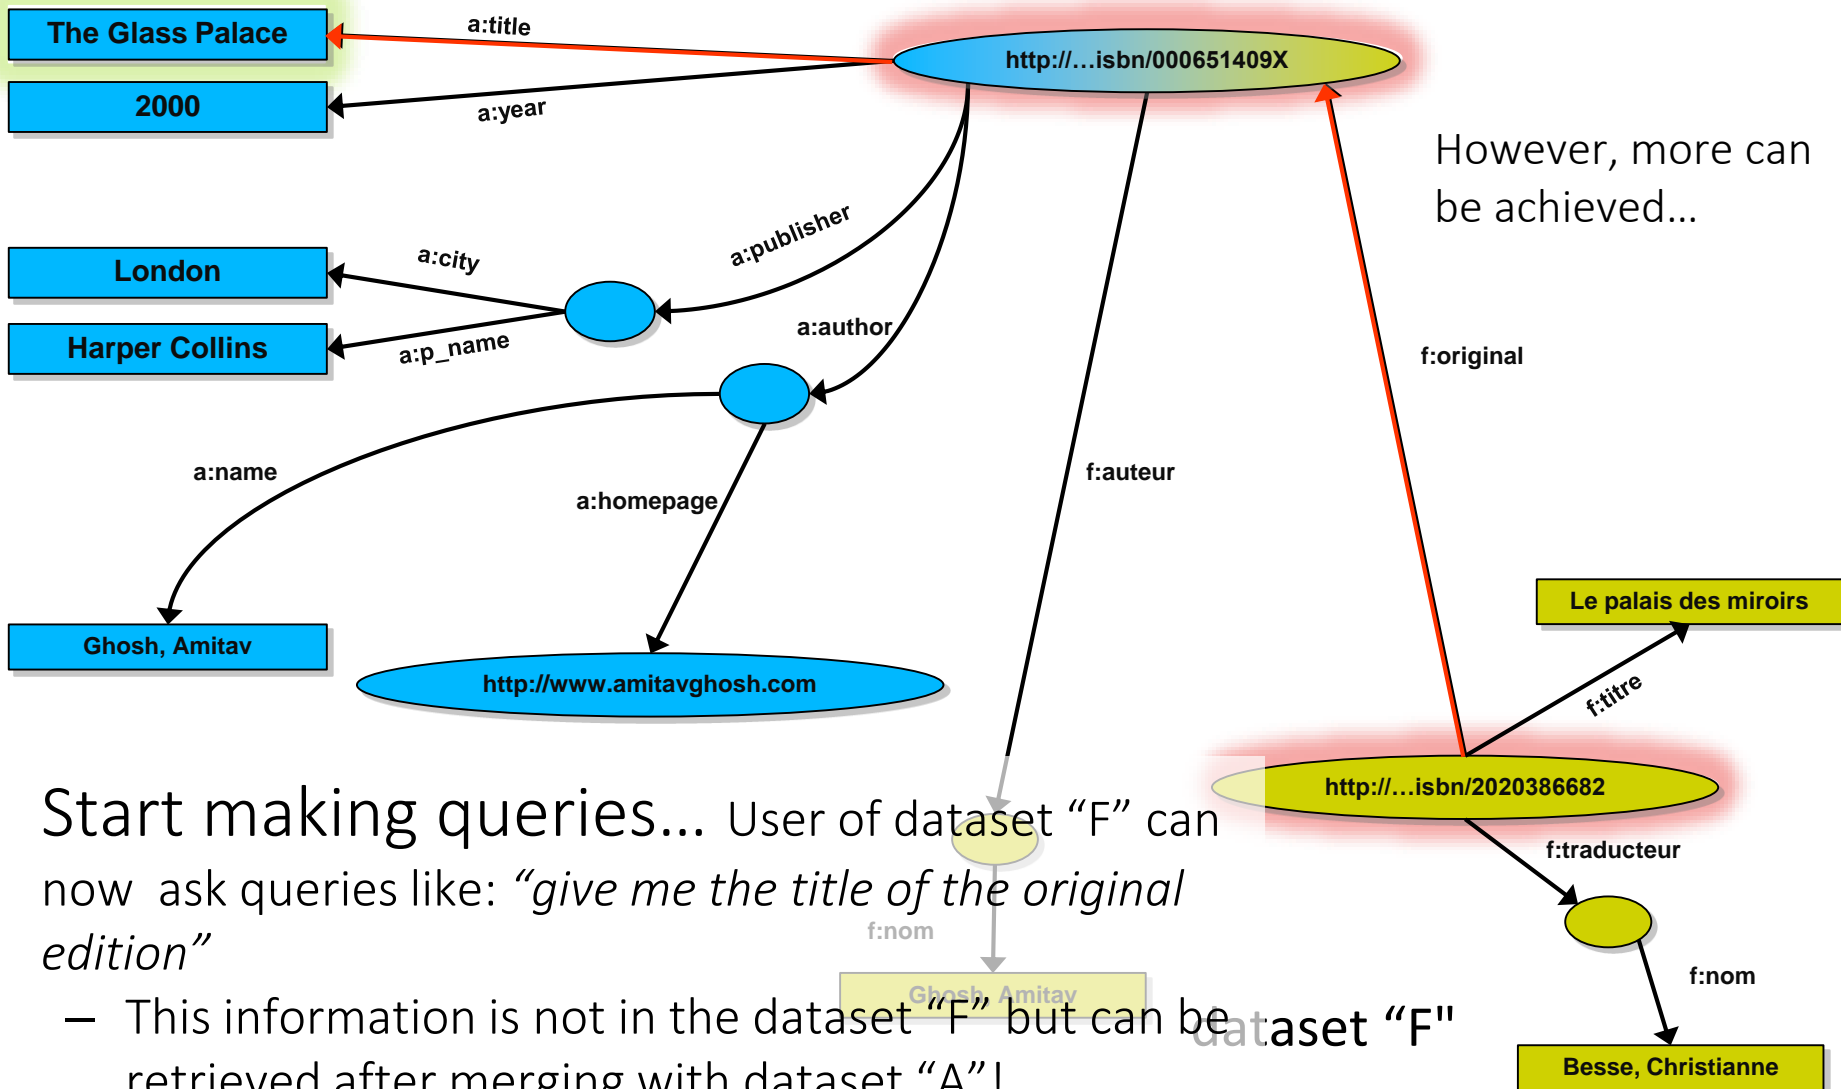 The Glass Palace
a:title
http://…isbn/000651409X
2000
a:year
However, more can
be achieved…
London
a:city
a:publisher
Harper Collins
a:p_name
a:author
f:original
a:name
a:homepage
f:auteur
Le palais des miroirs
Ghosh, Amitav
http://www.amitavghosh.com
f:titre
http://…isbn/2020386682
Start making queries… User of dataset “F” can
now ask queries like: “give me the title of the original
edition”
f:traducteur
f:nom
f:nom
Ghosh, Amitav
– This information is not in the dataset “F” but can be
retrieved after merging with dataset “A”!
dataset “F"
Besse, Christianne